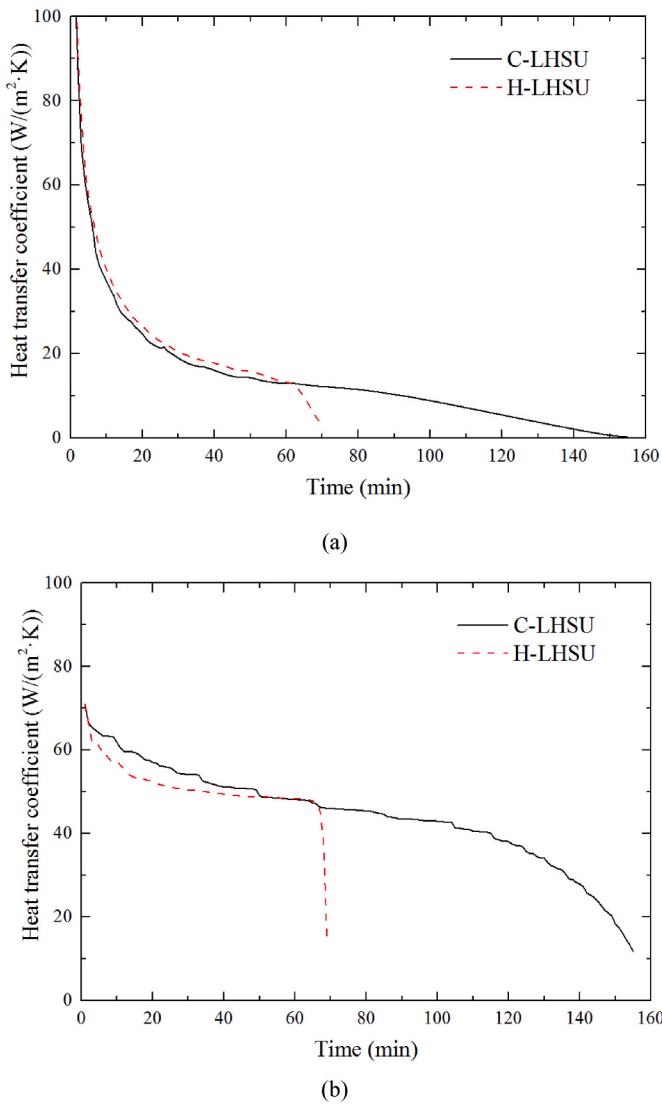 100
80
60
40
20
0
Heat transfer coefficient (W/(m²·K))
C-LHSU
H-LHSU
0 20 40 60 80 100 120 140 160
Time (min)
(a)
100
80
60
40
20
0
Heat transfer coefficient (W/(m²·K))
C-LHSU
H-LHSU
0 20 40 60 80 100 120 140 160
Time (min)
(b)